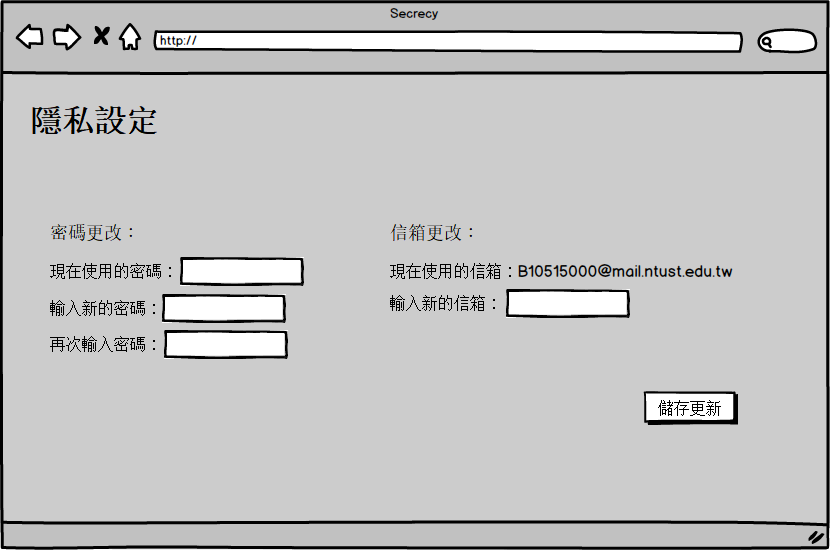 Secrecy
http://
隱私設定
密碼更改：
現在使用的密碼：
輸入新的密碼：
再次輸入密碼：
信箱更改：
現在使用的信箱：B10515000@mail.ntust.edu.tw
輸入新的信箱：
儲存更新